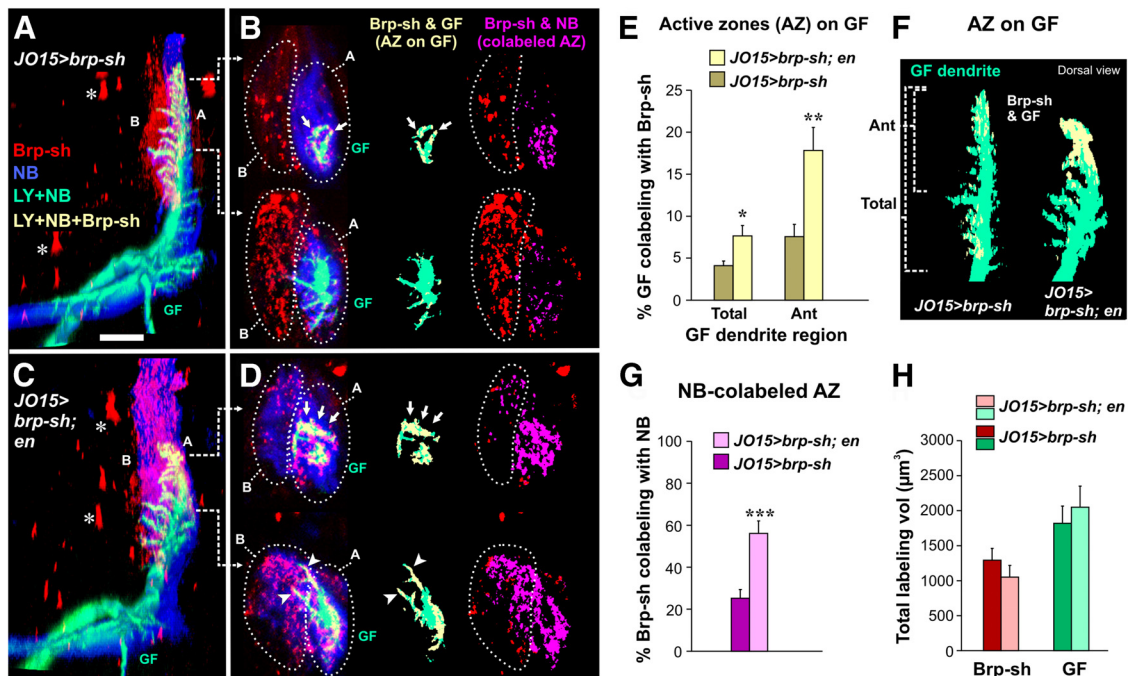 A
JO15>brp-sh
*
B
A
Brp-sh
NB
LY+NB
LY+NB+Brp-sh
*
GF
B
Brp-sh & GF
(AZ on GF)
Brp-sh & NB
(colabeled AZ)
A
GF
B
A
GF
B
C
JO15>
brp-sh;
en
*
A
B
*
GF
D
A
GF
B
B
A
GF
E
Active zones (AZ) on GF
JO15>brp-sh; en
JO15>brp-sh
% GF colabeling with Brp-sh
25
20
15
10
5
0
*
**
Total
Ant
GF dendrite region
F
AZ on GF
GF dendrite
Dorsal view
Brp-sh
& GF
Ant
Total
JO15>brp-sh
JO15>
brp-sh; en
G
NB-colabeled AZ
JO15>brp-sh; en
JO15>brp-sh
% Brp-sh colabeling with NB
100
80
60
40
20
0
***
H
JO15>brp-sh; en
JO15>brp-sh
Total labeling vol (µm³)
3000
2500
2000
1500
1000
500
0
Brp-sh
GF